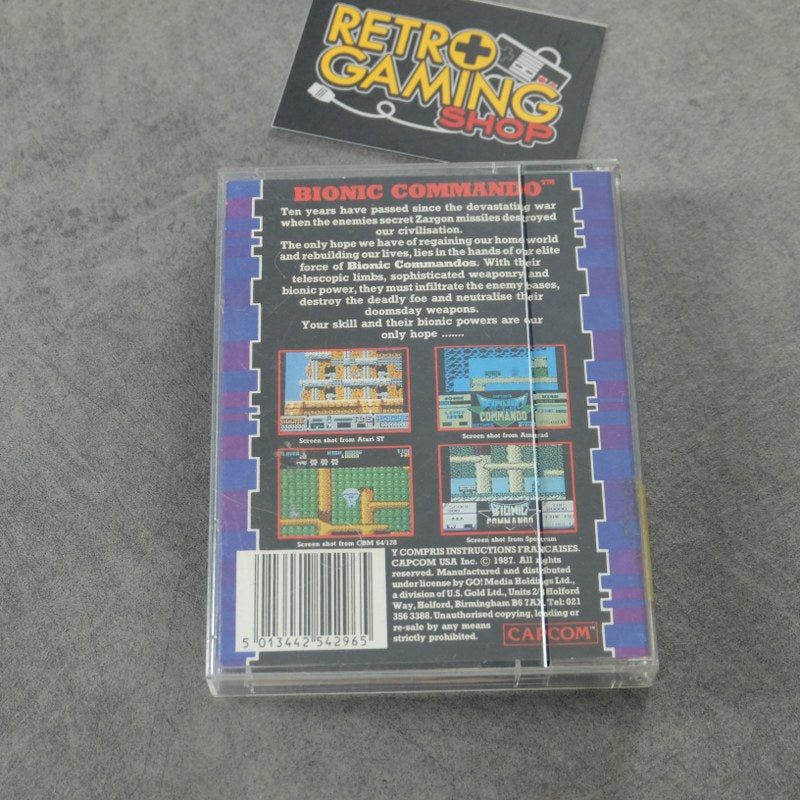 RETRO
GAMING
SHOP
BIONIC COMMANDO™
Ten years have passed since the devastating war
when the enemies secret Zargon missiles destroyed
our civilisation.
The only hope we have of regaining our homeworld
and rebuilding our lives, lies in the hands of our elite
force of Bionic Commandos. With their
telescopic limbs, sophisticated weaponry and
bionic power, they must infiltrate the enemy bases,
destroy the deadly foe and neutralise their
doomsday weapons.
Your skill and their bionic powers are our
only hope .......
COMMANDO
Screen shot from Atari ST
Screen shot from Amstrad
HIGH SCORE
BIONIC
COMMANDO
Screen shot from CBM 64/128
Screen shot from Spectrum
Y COMPRIS INSTRUCTIONS FRANCAISES.
CAPCOM USA Inc. © 1987. All rights
reserved. Manufactured and distributed
under license by GO! Media Holdings Ltd.,
a division of U.S. Gold Ltd., Units 2/3 Holford
Way, Holford, Birmingham B6 7AX. Tel: 021
356 3388. Unauthorised copying, lending or
re-sale by any means
strictly prohibited.
CAPCOM™
5 013442 542965